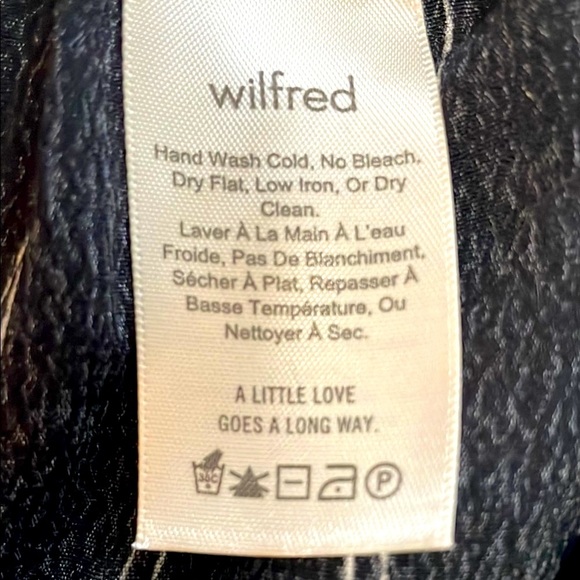 wilfred
Hand Wash Cold, No Bleach,
Dry Flat, Low Iron, Or Dry
Clean.
Laver À La Main À L'eau
Froide, Pas De Blanchiment,
Sécher À Plat, Repasser À
Basse Température, Ou
Nettoyer À Sec.
A LITTLE LOVE
GOES A LONG WAY.
30C P